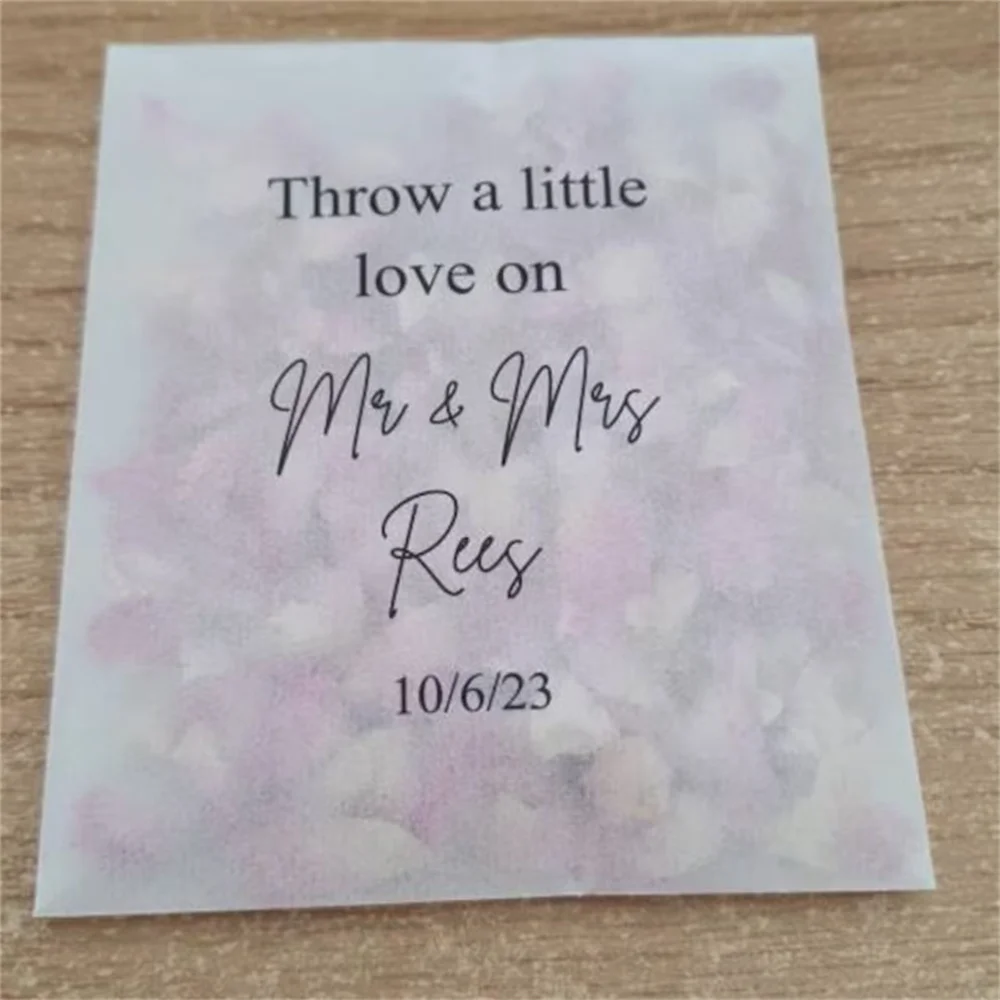 Throw a little
love on
Mr & Mrs
Rees
10/6/23